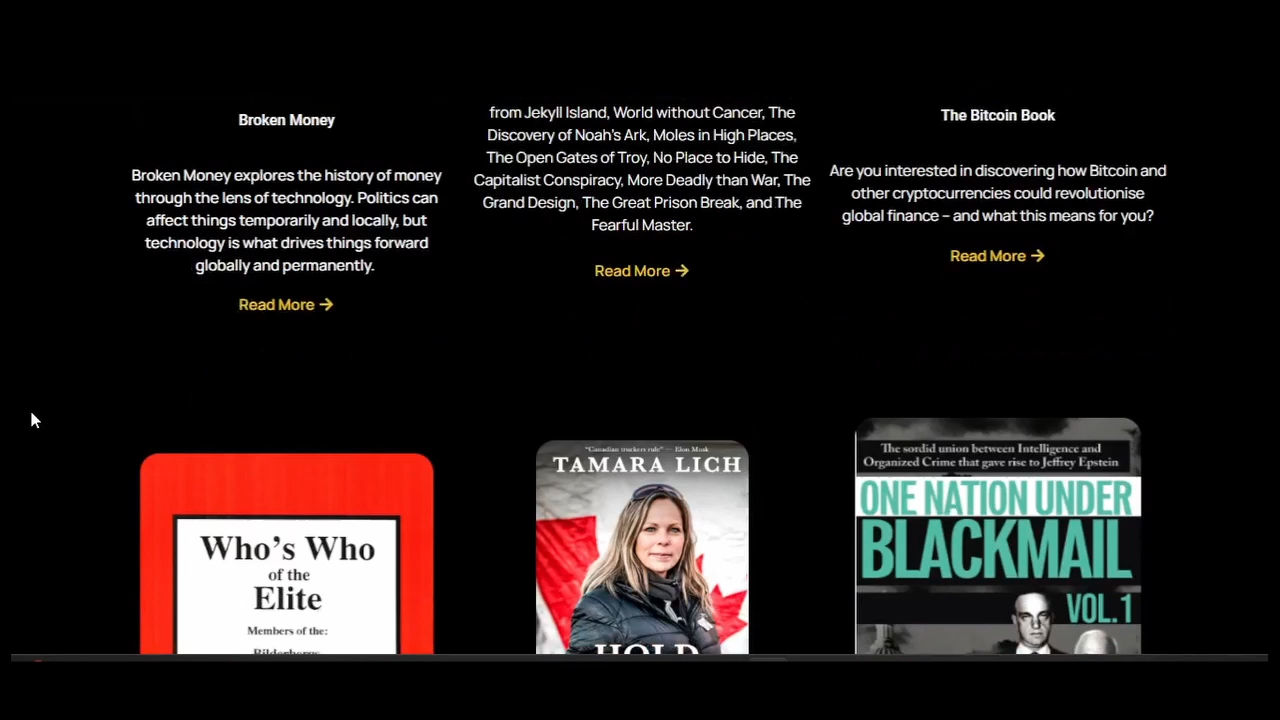 Broken Money
Broken Money explores the history of money
through the lens of technology. Politics can
affect things temporarily and locally, but
technology is what drives things forward
globally and permanently.
Read More →
from Jekyll Island, World without Cancer, The
Discovery of Noah's Ark, Moles in High Places,
The Open Gates of Troy, No Place to Hide, The
Capitalist Conspiracy, More Deadly than War, The
Grand Design, The Great Prison Break, and The
Fearful Master.
Read More →
The Bitcoin Book
Are you interested in discovering how Bitcoin and
other cryptocurrencies could revolutionise
global finance – and what this means for you?
Read More →
Who's Who
of the
Elite
Members of the:
Bilderbergs
"Canadian truckers rule" — Elon Musk
TAMARA LICH
HOLD
The sordid union between Intelligence and
Organized Crime that gave rise to Jeffrey Epstein
ONE NATION UNDER
BLACKMAIL
VOL.1